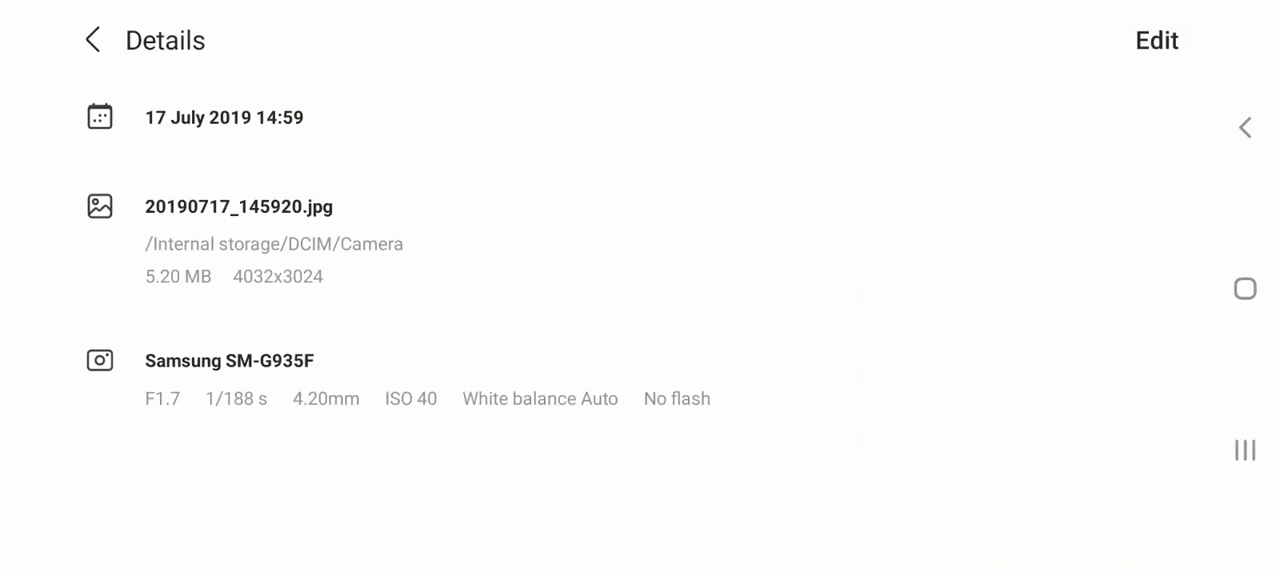 Details
Edit
17 July 2019 14:59
20190717_145920.jpg
/Internal storage/DCIM/Camera
5.20 MB 4032x3024
Samsung SM-G935F
F1.7 1/188 s 4.20mm ISO 40 White balance Auto No flash